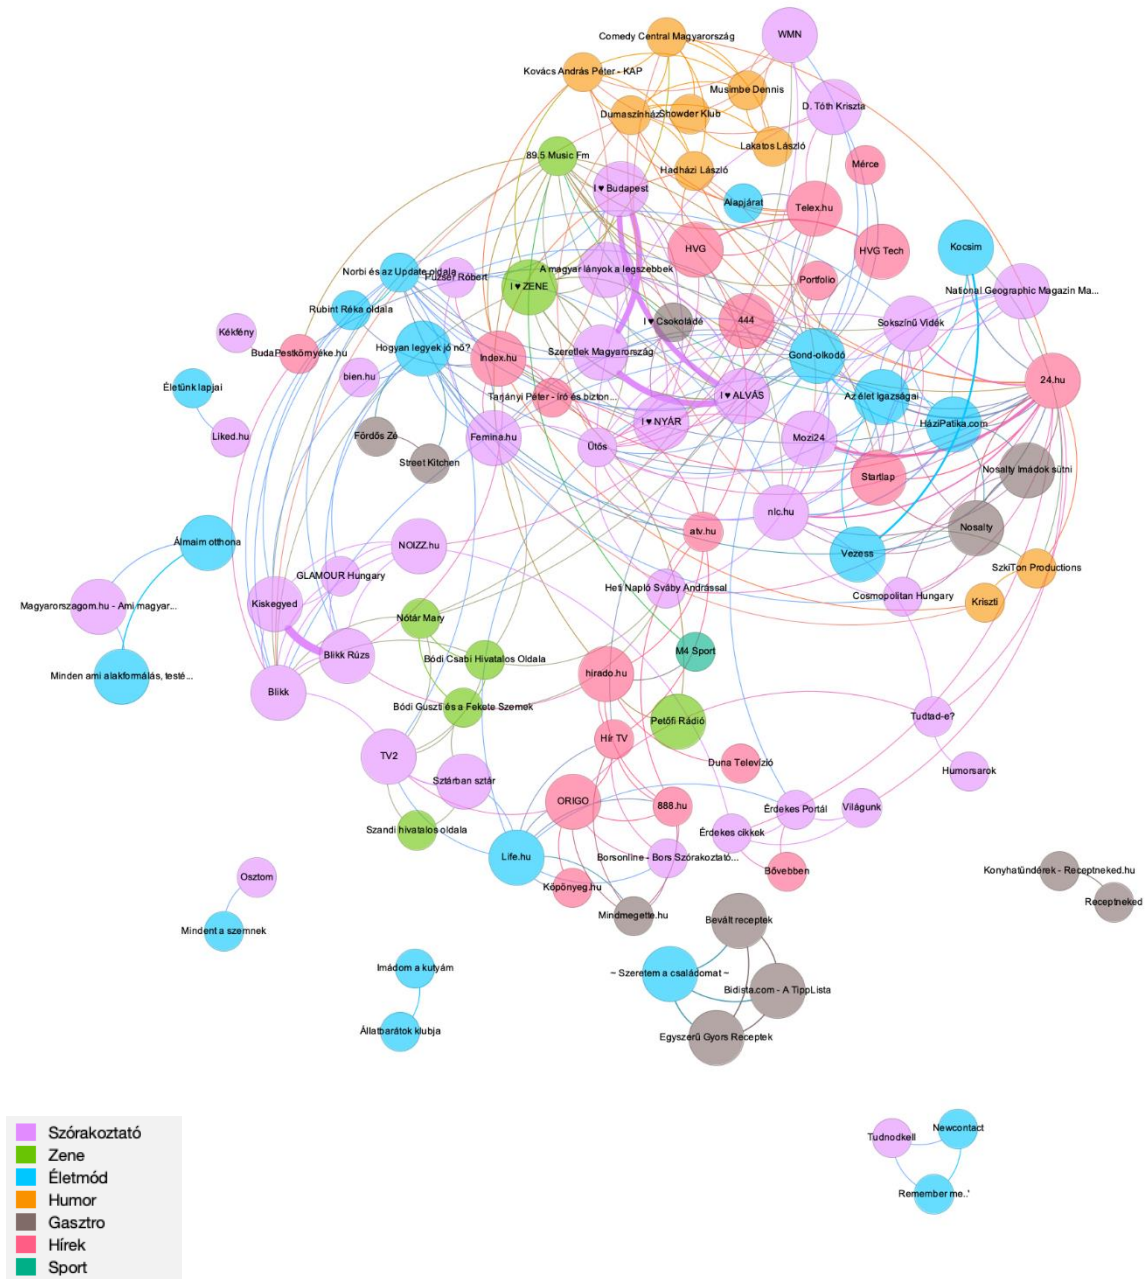 Comedy Central Magyarország
WMN
Kovács András Péter - KAP
Musimbe Dennis
D. Tóth Kriszta
Dumaszínház
Showder Klub
Lakatos László
89.5 Music Fm
Hadházi László
Mérce
I ♥ Budapest
Alapjárat
Telex.hu
HVG
HVG Tech
Kocsim
Norbi és az Update oldala
Puzsér Róbert
A magyar lányok a legszebbek
I ♥ ZENE
Portfolio
National Geographic Magazin Ma...
Rubint Réka oldala
I ♥ Csokoládé
444
Sokszínű Vidék
Kékfény
BudaPestkörnyéke.hu
Hogyan legyek jó nő?
Index.hu
Szeretlek Magyarország
Gond-olkodó
Életünk lapjai
bien.hu
24.hu
Tarjányi Péter - író és bizton...
I ♥ ALVÁS
Az élet igazságai
Liked.hu
Fördős Zé
Femina.hu
I ♥ NYÁR
Mozi24
HáziPatika.com
Ütős
Street Kitchen
Startlap
Nosalty Imádok sütni
nlc.hu
Nosalty
Álmaim otthona
atv.hu
NOIZZ.hu
Vezess
SzkiTon Productions
GLAMOUR Hungary
Heti Napló Sváby Andrással
Cosmopolitan Hungary
Kriszti
Magyarorszagom.hu - Ami magyar...
Kiskegyed
Nótár Mary
Blikk Rúzs
Bódi Csabi Hivatalos Oldala
M4 Sport
Minden ami alakformálás, testé...
hirado.hu
Blikk
Bódi Guszti és a Fekete Szemek
Petőfi Rádió
Tudtad-e?
Hír TV
TV2
Duna Televízió
Humorsarok
Sztárban sztár
ORIGO
888.hu
Érdekes Portál
Világunk
Szandi hivatalos oldala
Érdekes cikkek
Life.hu
Borsonline - Bors Szórakoztató...
Bővebben
Konyhatündérek - Receptneked.hu
Osztom
Köpönyeg.hu
Receptneked
Mindmegette.hu
Bevált receptek
Mindent a szemnek
Imádom a kutyám
~ Szeretem a családomat ~
Bidista.com - A TippLista
Állatbarátok klubja
Egyszerű Gyors Receptek
Tudnodkell
Newcontact
Remember me..'
Szórakoztató
Zene
Életmód
Humor
Gasztro
Hírek
Sport